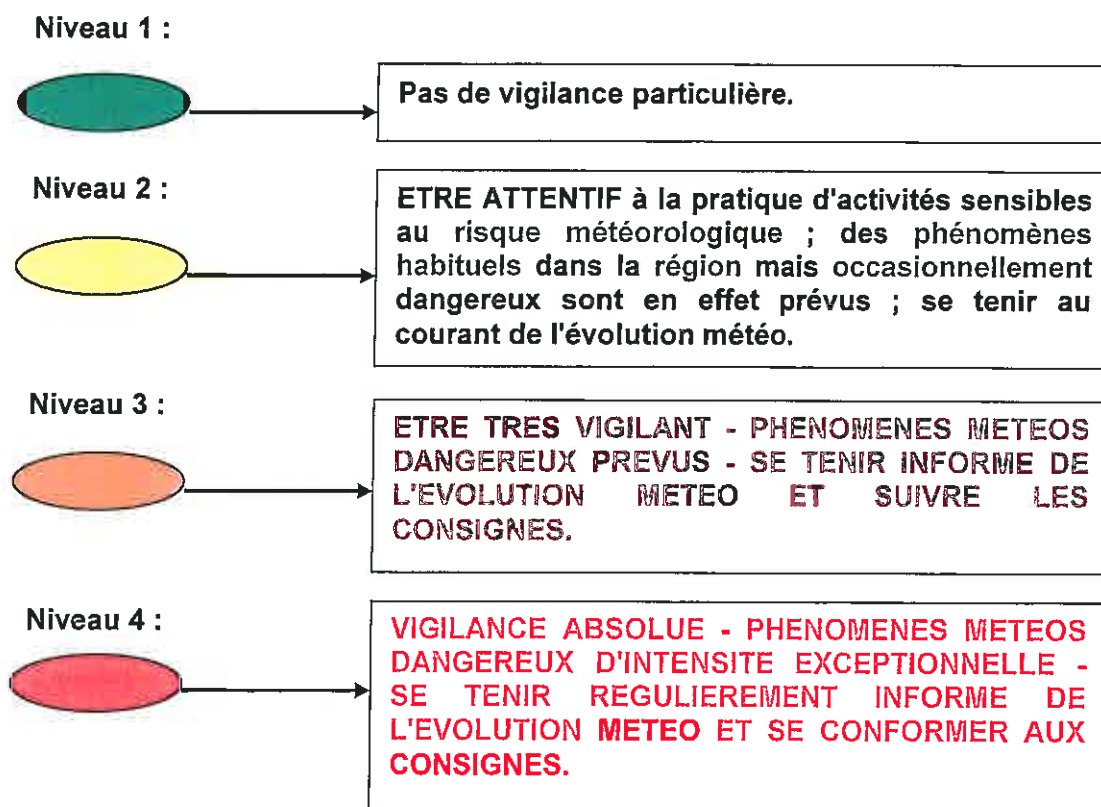 Niveau 1 :
Pas de vigilance particulière.
Niveau 2 :
ETRE ATTENTIF à la pratique d'activités sensibles
au risque météorologique ; des phénomènes
habituels dans la région mais occasionnellement
dangereux sont en effet prévus ; se tenir au
courant de l'évolution météo.
Niveau 3 :
ETRE TRES VIGILANT - PHENOMENES METEOS
DANGEREUX PREVUS - SE TENIR INFORME DE
L'EVOLUTION METEO ET SUIVRE LES
CONSIGNES.
Niveau 4 :
VIGILANCE ABSOLUE - PHENOMENES METEOS
DANGEREUX D'INTENSITE EXCEPTIONNELLE -
SE TENIR REGULIEREMENT INFORME DE
L'EVOLUTION METEO ET SE CONFORMER AUX
CONSIGNES.